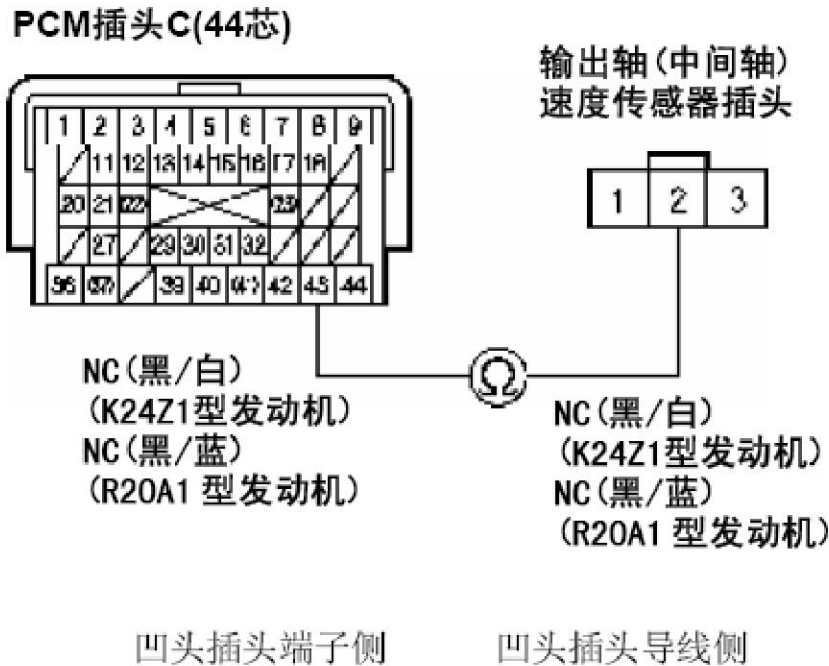 PCM插头C(44芯)
输出轴(中间轴)
速度传感器插头
1 2 3 4 5 6 7 8 9
11 12 13 14 15 16 17 18
20 21 (22) (23)
27 29 30 31 32
36 (37) 39 40 (41) 42 43 44
1 2 3
Ω
NC(黑/白)
(K24Z1型发动机)
NC(黑/蓝)
(R20A1 型发动机)
NC(黑/白)
(K24Z1型发动机)
NC(黑/蓝)
(R20A1 型发动机)
凹头插头端子侧
凹头插头导线侧